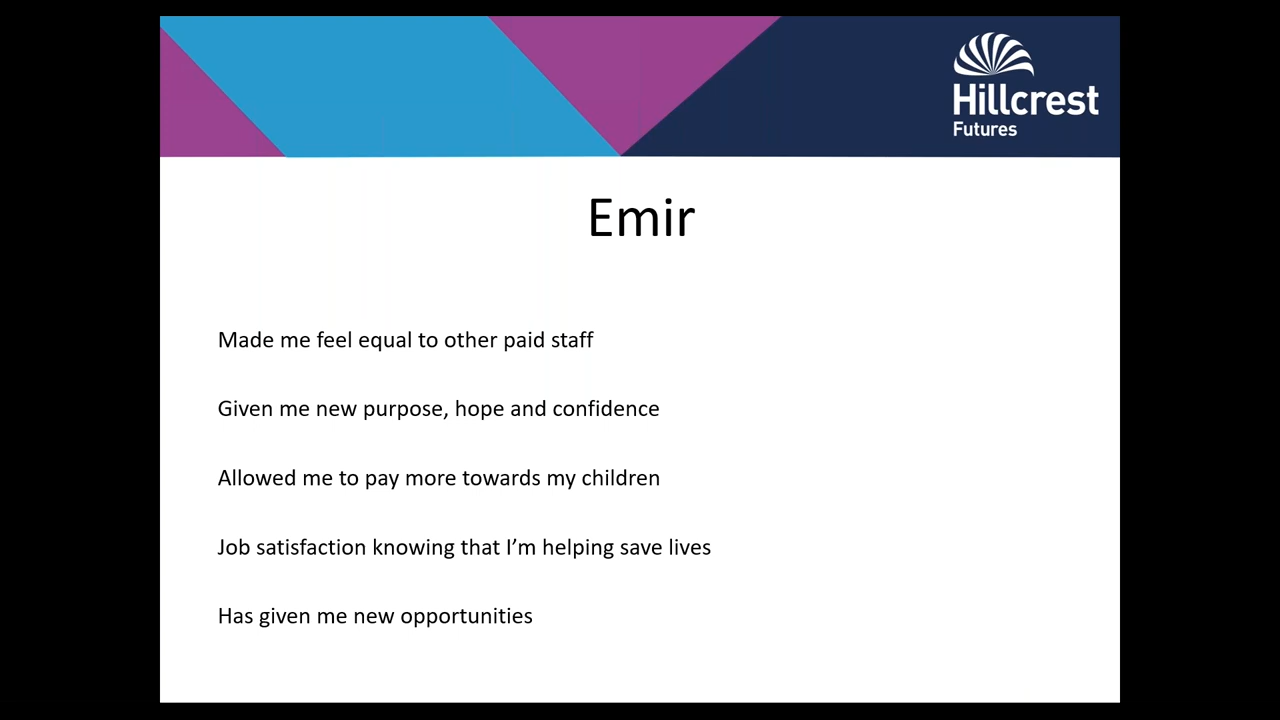 Hillcrest
Futures
Emir
Made me feel equal to other paid staff
Given me new purpose, hope and confidence
Allowed me to pay more towards my children
Job satisfaction knowing that I’m helping save lives
Has given me new opportunities